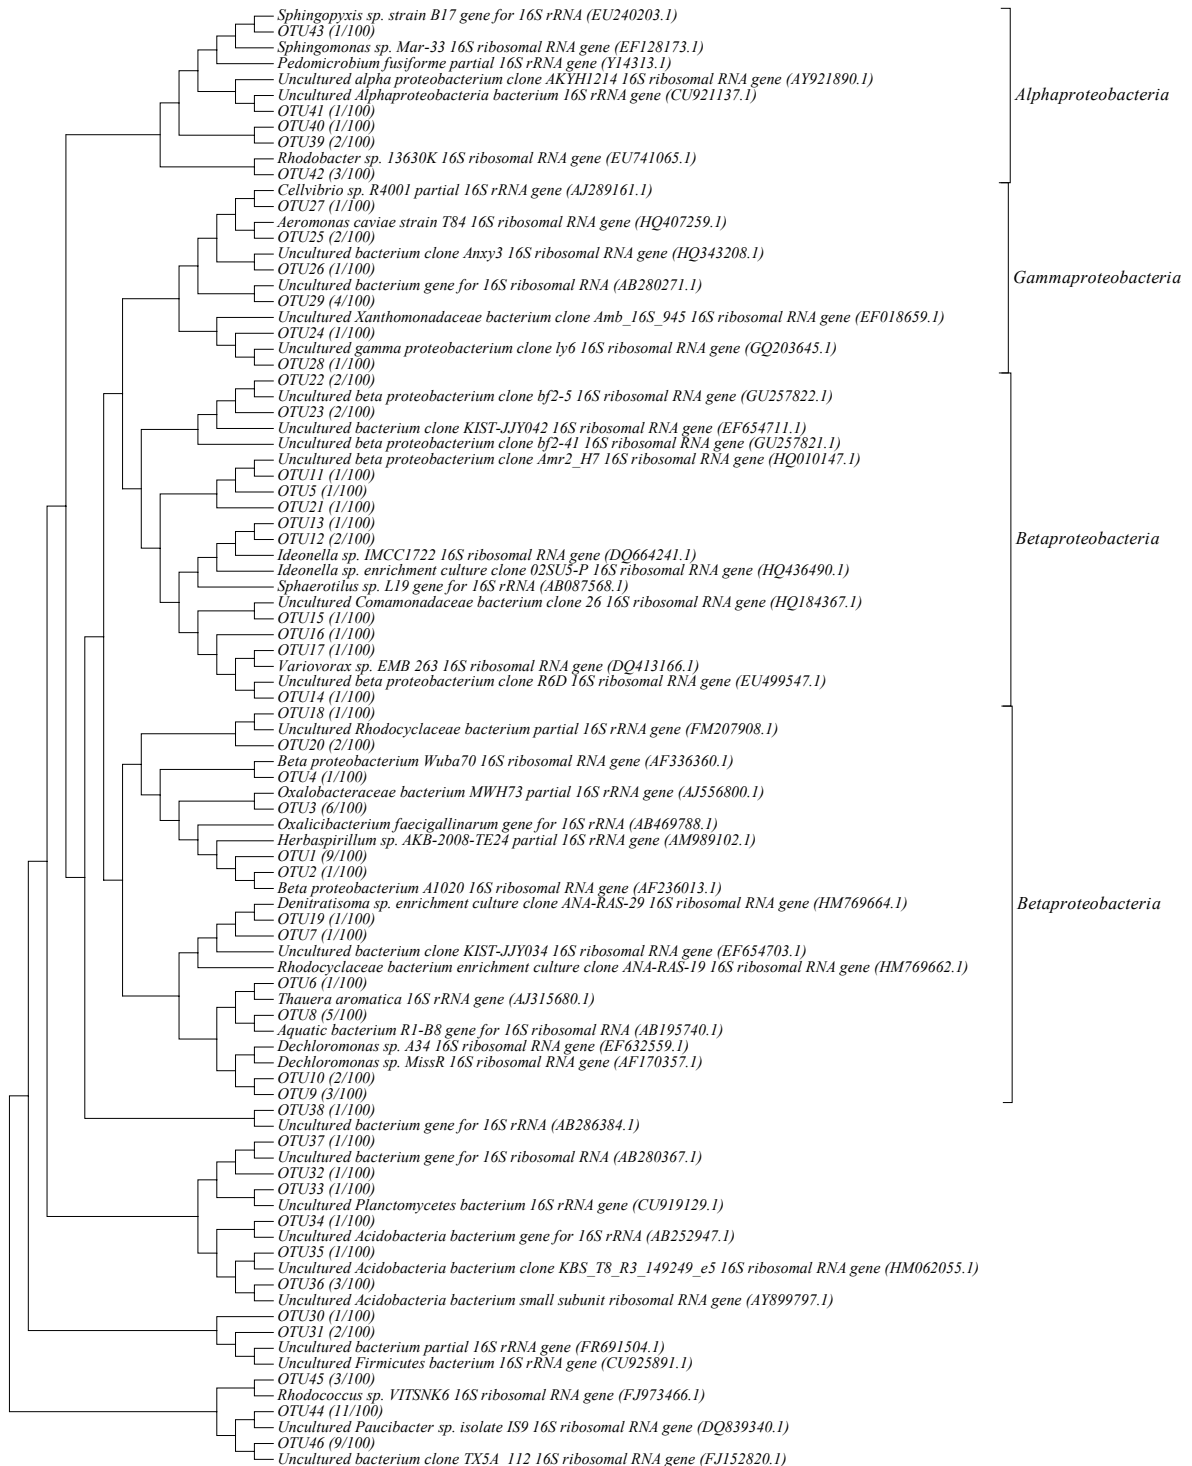 Sphingopyxis sp. strain B17 gene for 16S rRNA (EU240203.1)
OTU43 (1/100)
Sphingomonas sp. Mar-33 16S ribosomal RNA gene (EF128173.1)
Pedomicrobium fusiforme partial 16S rRNA gene (Y14313.1)
Uncultured alpha proteobacterium clone AKYH1214 16S ribosomal RNA gene (AY921890.1)
Uncultured Alphaproteobacteria bacterium 16S rRNA gene (CU921137.1)
Alphaproteobacteria
OTU41 (1/100)
OTU40 (1/100)
OTU39 (2/100)
Rhodobacter sp. 13630K 16S ribosomal RNA gene (EU741065.1)
OTU42 (3/100)
Cellvibrio sp. R4001 partial 16S rRNA gene (AJ289161.1)
OTU27 (1/100)
Aeromonas caviae strain T84 16S ribosomal RNA gene (HQ407259.1)
OTU25 (2/100)
Uncultured bacterium clone Anxy3 16S ribosomal RNA gene (HQ343208.1)
OTU26 (1/100)
Gammaproteobacteria
Uncultured bacterium gene for 16S ribosomal RNA (AB280271.1)
OTU29 (4/100)
Uncultured Xanthomonadaceae bacterium clone Amb_16S_945 16S ribosomal RNA gene (EF018659.1)
OTU24 (1/100)
Uncultured gamma proteobacterium clone ly6 16S ribosomal RNA gene (GQ203645.1)
OTU28 (1/100)
OTU22 (2/100)
Uncultured beta proteobacterium clone bf2-5 16S ribosomal RNA gene (GU257822.1)
OTU23 (2/100)
Uncultured bacterium clone KIST-JJY042 16S ribosomal RNA gene (EF654711.1)
Uncultured beta proteobacterium clone bf2-41 16S ribosomal RNA gene (GU257821.1)
Uncultured beta proteobacterium clone Amr2_H7 16S ribosomal RNA gene (HQ010147.1)
OTU11 (1/100)
OTU5 (1/100)
OTU21 (1/100)
OTU13 (1/100)
OTU12 (2/100)
Betaproteobacteria
Ideonella sp. IMCC1722 16S ribosomal RNA gene (DQ664241.1)
Ideonella sp. enrichment culture clone 02SU5-P 16S ribosomal RNA gene (HQ436490.1)
Sphaerotilus sp. L19 gene for 16S rRNA (AB087568.1)
Uncultured Comamonadaceae bacterium clone 26 16S ribosomal RNA gene (HQ184367.1)
OTU15 (1/100)
OTU16 (1/100)
OTU17 (1/100)
Variovorax sp. EMB 263 16S ribosomal RNA gene (DQ413166.1)
Uncultured beta proteobacterium clone R6D 16S ribosomal RNA gene (EU499547.1)
OTU14 (1/100)
OTU18 (1/100)
Uncultured Rhodocyclaceae bacterium partial 16S rRNA gene (FM207908.1)
OTU20 (2/100)
Beta proteobacterium Wuba70 16S ribosomal RNA gene (AF336360.1)
OTU4 (1/100)
Oxalobacteraceae bacterium MWH73 partial 16S rRNA gene (AJ556800.1)
OTU3 (6/100)
Oxalicibacterium faecigallinarum gene for 16S rRNA (AB469788.1)
Herbaspirillum sp. AKB-2008-TE24 partial 16S rRNA gene (AM989102.1)
OTU1 (9/100)
OTU2 (1/100)
Beta proteobacterium A1020 16S ribosomal RNA gene (AF236013.1)
Denitratisoma sp. enrichment culture clone ANA-RAS-29 16S ribosomal RNA gene (HM769664.1)
Betaproteobacteria
OTU19 (1/100)
OTU7 (1/100)
Uncultured bacterium clone KIST-JJY034 16S ribosomal RNA gene (EF654703.1)
Rhodocyclaceae bacterium enrichment culture clone ANA-RAS-19 16S ribosomal RNA gene (HM769662.1)
OTU6 (1/100)
Thauera aromatica 16S rRNA gene (AJ315680.1)
OTU8 (5/100)
Aquatic bacterium R1-B8 gene for 16S ribosomal RNA (AB195740.1)
Dechloromonas sp. A34 16S ribosomal RNA gene (EF632559.1)
Dechloromonas sp. MissR 16S ribosomal RNA gene (AF170357.1)
OTU10 (2/100)
OTU9 (3/100)
OTU38 (1/100)
Uncultured bacterium gene for 16S rRNA (AB286384.1)
OTU37 (1/100)
Uncultured bacterium gene for 16S ribosomal RNA (AB280367.1)
OTU32 (1/100)
OTU33 (1/100)
Uncultured Planctomycetes bacterium 16S rRNA gene (CU919129.1)
OTU34 (1/100)
Uncultured Acidobacteria bacterium gene for 16S rRNA (AB252947.1)
OTU35 (1/100)
Uncultured Acidobacteria bacterium clone KBS_T8_R3_149249_e5 16S ribosomal RNA gene (HM062055.1)
OTU36 (3/100)
Uncultured Acidobacteria bacterium small subunit ribosomal RNA gene (AY899797.1)
OTU30 (1/100)
OTU31 (2/100)
Uncultured bacterium partial 16S rRNA gene (FR691504.1)
Uncultured Firmicutes bacterium 16S rRNA gene (CU925891.1)
OTU45 (3/100)
Rhodococcus sp. VITSNK6 16S ribosomal RNA gene (FJ973466.1)
OTU44 (11/100)
Uncultured Paucibacter sp. isolate IS9 16S ribosomal RNA gene (DQ839340.1)
OTU46 (9/100)
Uncultured bacterium clone TX5A_112 16S ribosomal RNA gene (FJ152820.1)